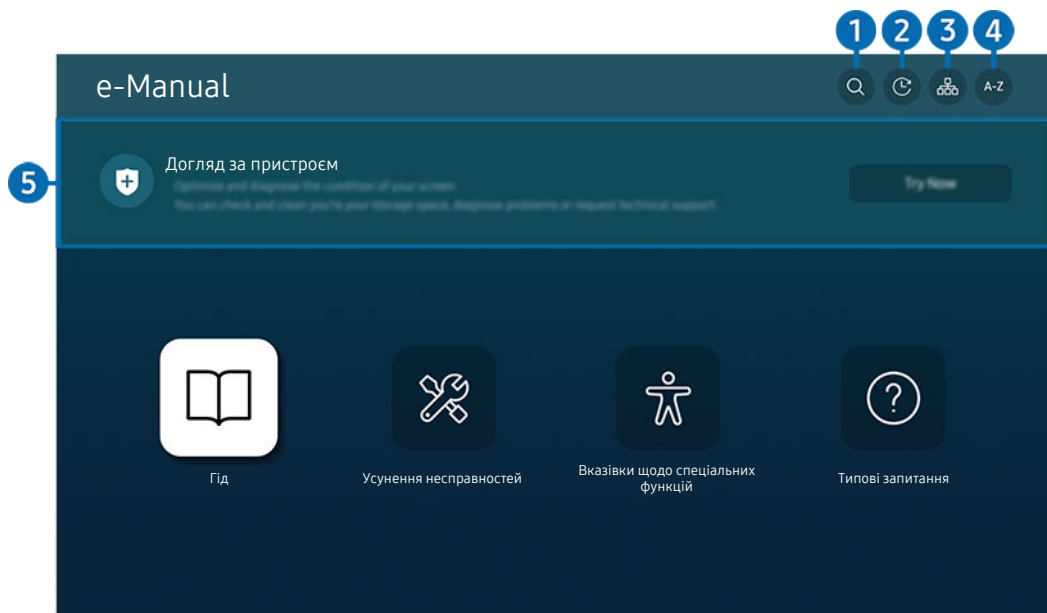 1 2 3 4
e-Manual
A-Z
5
Догляд за пристроєм
Optimize and diagnose the condition of your screen.
You can check and clean you're your storage space, diagnose problems or request technical support.
Try Now
Гід
Усунення несправностей
Вказівки щодо спеціальних
функцій
Типові запитання